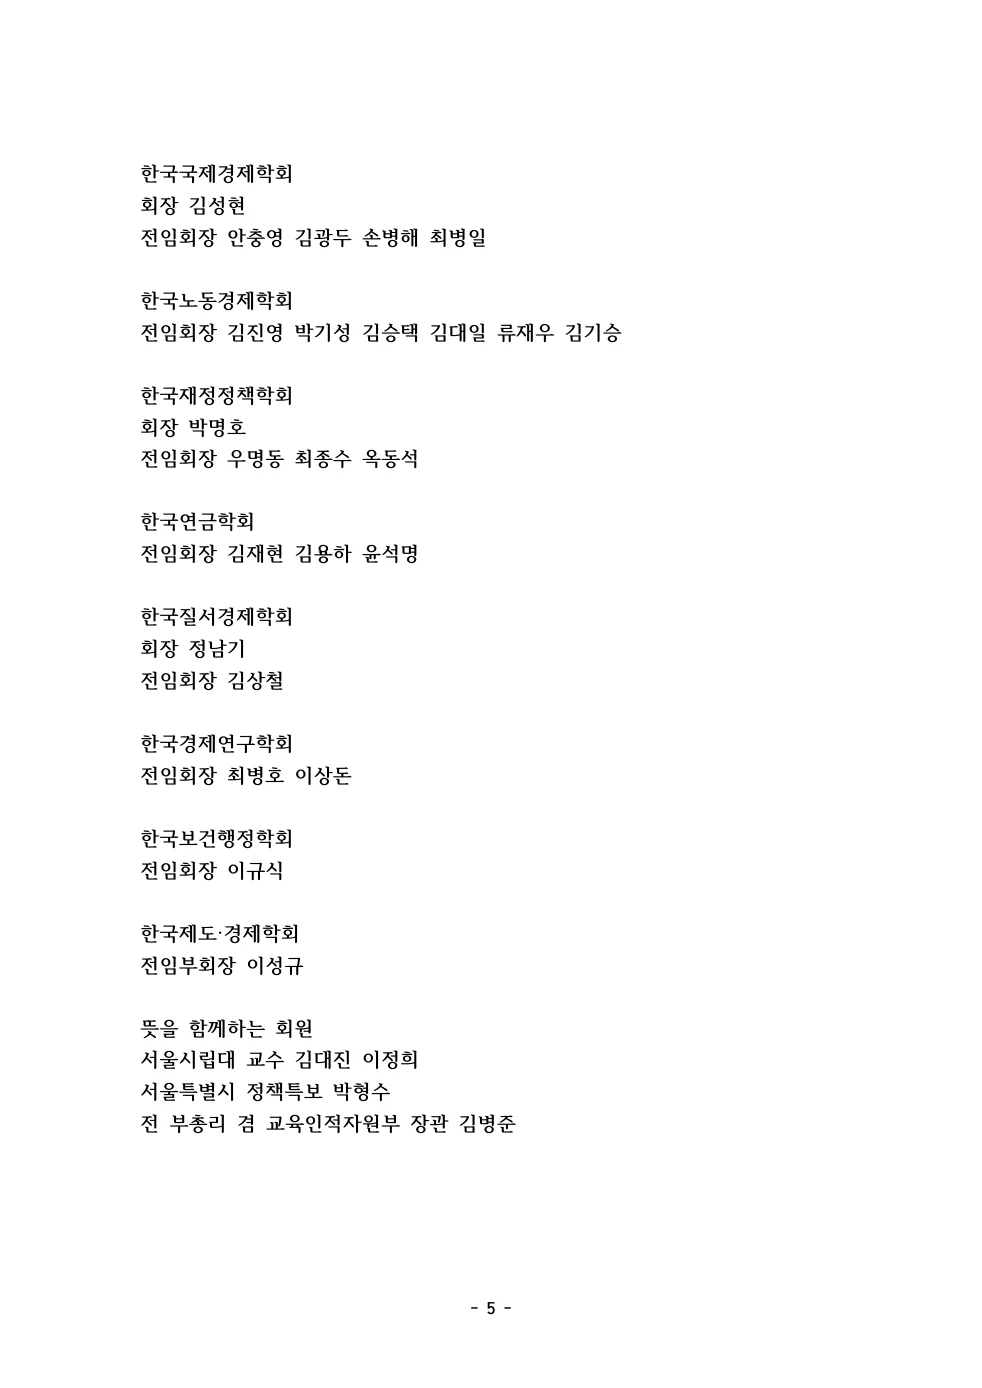 한국국제경제학회
회장 김성현
전임회장 안충영 김광두 손병해 최병일
한국노동경제학회
전임회장 김진영 박기성 김승택 김대일 류재우 김기승
한국재정정책학회
회장 박명호
전임회장 우명동 최종수 옥동석
한국연금학회
전임회장 김재현 김용하 윤석명
한국질서경제학회
회장 정남기
전임회장 김상철
한국경제연구학회
전임회장 최병호 이상돈
한국보건행정학회
전임회장 이규식
한국제도·경제학회
전임부회장 이성규
뜻을 함께하는 회원
서울시립대 교수 김대진 이정희
서울특별시 정책특보 박형수
전 부총리 겸 교육인적자원부 장관 김병준
- 5 -